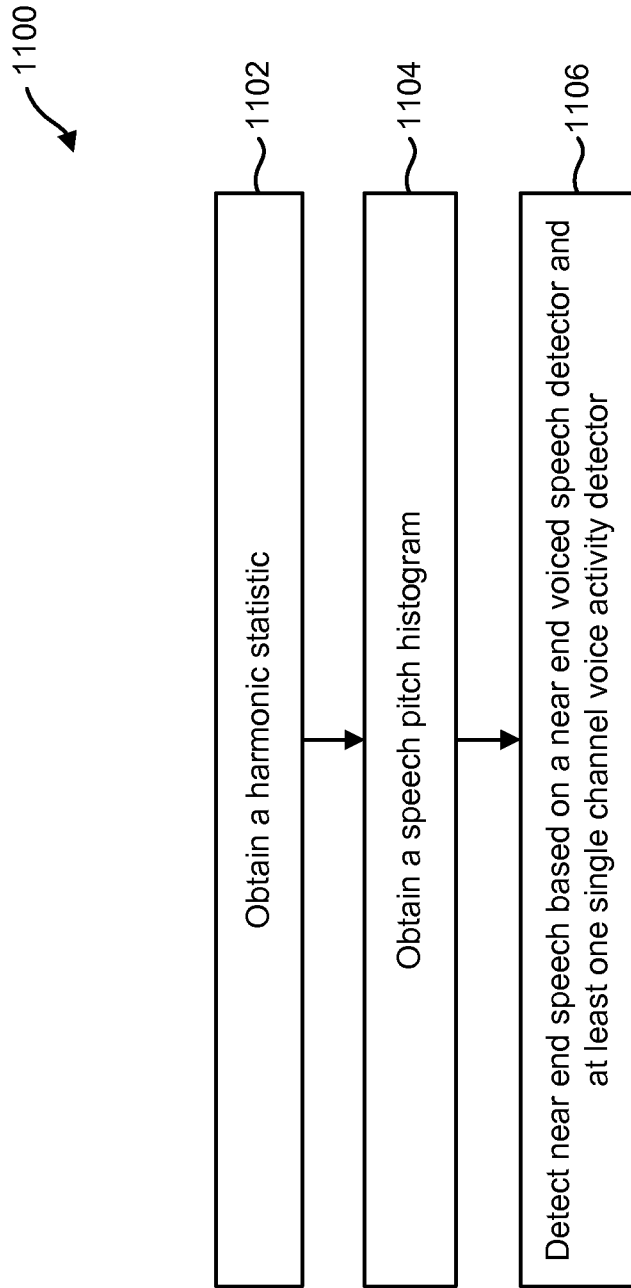 1100
Obtain a harmonic statistic
1102
Obtain a speech pitch histogram
1104
Detect near end speech based on a near end voiced speech detector and
at least one single channel voice activity detector
1106